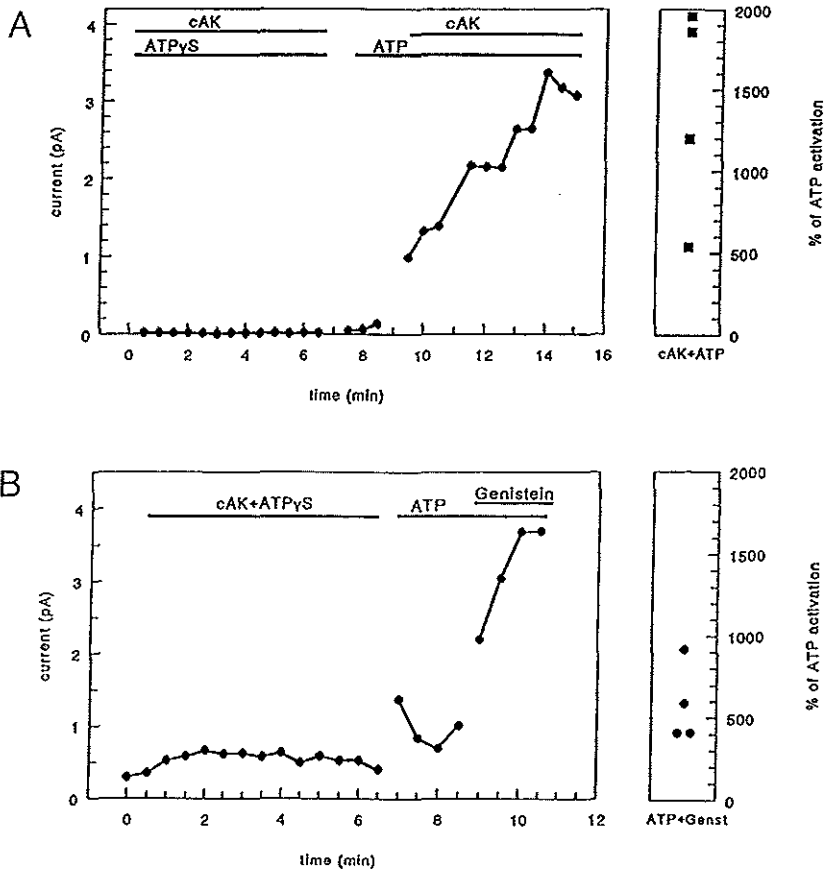 A
cAK
cAK
ATPγS
ATP
4
3
2
1
0
current (pA)
0 2 4 6 8 10 12 14 16
time (min)
2000
1500
1000
500
0
% of ATP activation
cAK+ATP
B
Genistein
cAK+ATPγS
ATP
4
3
2
1
0
current (pA)
0 2 4 6 8 10 12
time (min)
2000
1500
1000
500
0
% of ATP activation
ATP+Genst